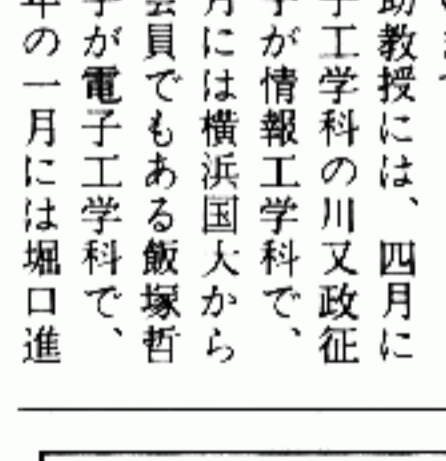 助教授には、四月に
子工学科の川又政征
子が情報工学科で、
月には横浜国大から
会員でもある飯塚哲
子が電子工学科で、
年の一月には堀口進